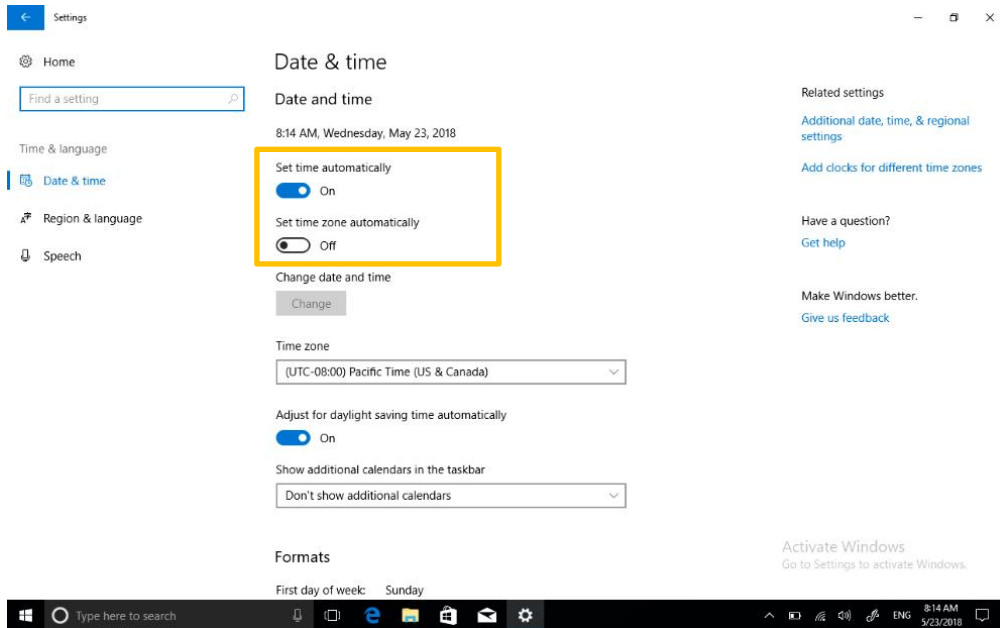 Settings
Home
Find a setting
Time & language
Date & time
Region & language
Speech
Date & time
Date and time
8:14 AM, Wednesday, May 23, 2018
Set time automatically
On
Set time zone automatically
Off
Change date and time
Change
Time zone
(UTC-08:00) Pacific Time (US & Canada)
Adjust for daylight saving time automatically
On
Show additional calendars in the taskbar
Don't show additional calendars
Formats
First day of week: Sunday
Related settings
Additional date, time, & regional
settings
Add clocks for different time zones
Have a question?
Get help
Make Windows better.
Give us feedback
Activate Windows
Go to Settings to activate Windows.
Type here to search
ENG
8:14 AM
5/23/2018